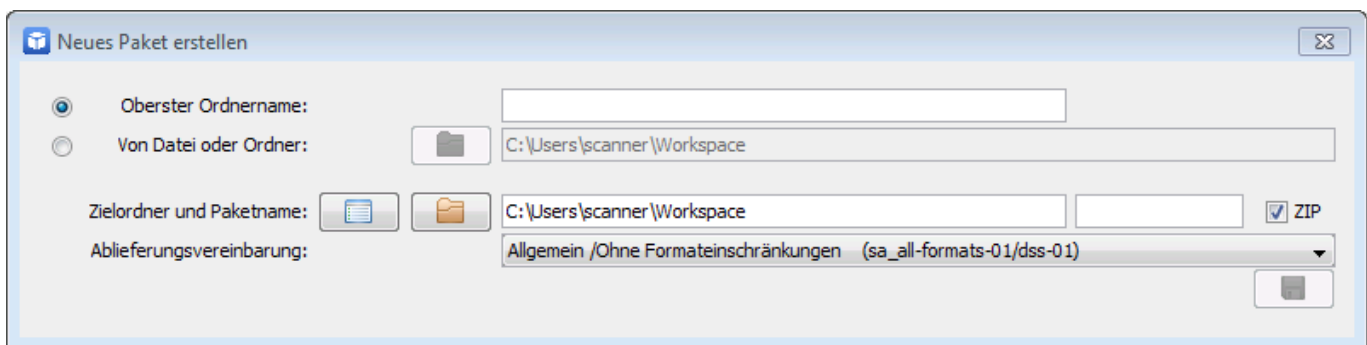 Neues Paket erstellen
Oberster Ordnername:
Von Datei oder Ordner: C:\Users\scanner\Workspace
Zielordner und Paketname: C:\Users\scanner\Workspace ZIP
Ablieferungsvereinbarung: Allgemein /Ohne Formateinschränkungen (sa_all-formats-01/dss-01)